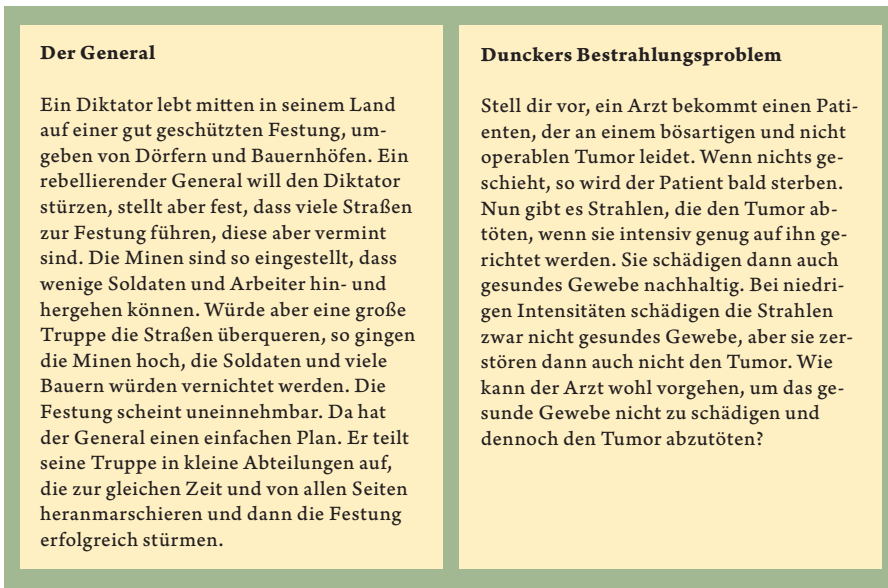 Der General
Ein Diktator lebt mitten in seinem Land
auf einer gut geschützten Festung, um-
geben von Dörfern und Bauernhöfen. Ein
rebellierender General will den Diktator
stürzen, stellt aber fest, dass viele Straßen
zur Festung führen, diese aber vermint
sind. Die Minen sind so eingestellt, dass
wenige Soldaten und Arbeiter hin- und
hergehen können. Würde aber eine große
Truppe die Straßen überqueren, so gingen
die Minen hoch, die Soldaten und viele
Bauern würden vernichtet werden. Die
Festung scheint uneinnehmbar. Da hat
der General einen einfachen Plan. Er teilt
seine Truppe in kleine Abteilungen auf,
die zur gleichen Zeit und von allen Seiten
heranmarschieren und dann die Festung
erfolgreich stürmen.
Dunckers Bestrahlungsproblem
Stell dir vor, ein Arzt bekommt einen Pati-
enten, der an einem bösartigen und nicht
operablen Tumor leidet. Wenn nichts ge-
schieht, so wird der Patient bald sterben.
Nun gibt es Strahlen, die den Tumor ab-
töten, wenn sie intensiv genug auf ihn ge-
richtet werden. Sie schädigen dann auch
gesundes Gewebe nachhaltig. Bei niedri-
gen Intensitäten schädigen die Strahlen
zwar nicht gesundes Gewebe, aber sie zer-
stören dann auch nicht den Tumor. Wie
kann der Arzt wohl vorgehen, um das ge-
sunde Gewebe nicht zu schädigen und
dennoch den Tumor abzutöten?